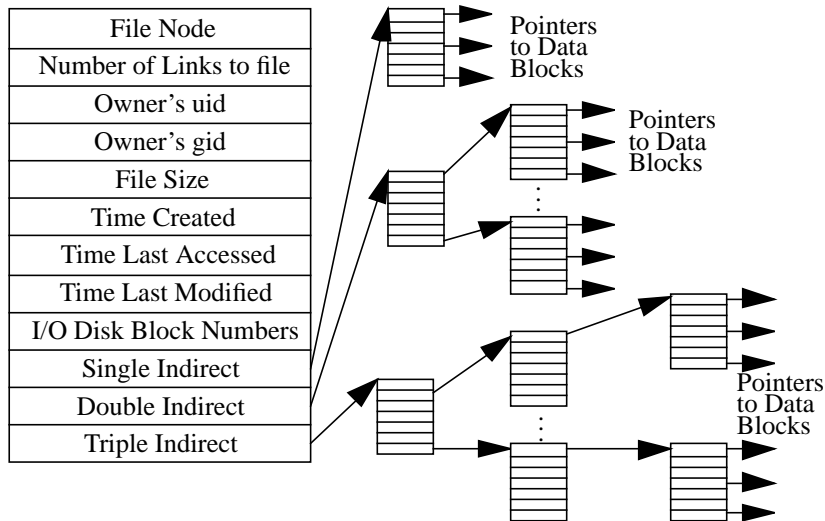 File Node
Number of Links to file
Owner’s uid
Owner’s gid
File Size
Time Created
Time Last Accessed
Time Last Modified
I/O Disk Block Numbers
Single Indirect
Double Indirect
Triple Indirect
Pointers
to Data
Blocks
Pointers
to Data
Blocks
Pointers
to Data
Blocks